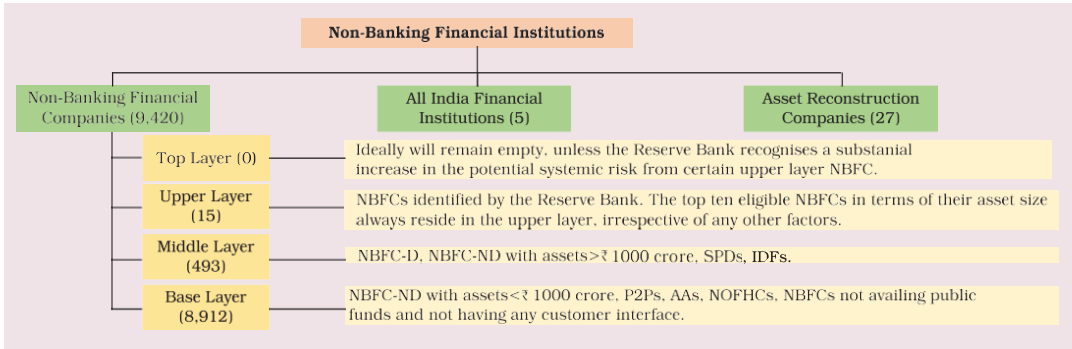 Non-Banking Financial Institutions
Non-Banking Financial
Companies (9,420)
All India Financial
Institutions (5)
Asset Reconstruction
Companies (27)
Top Layer (0)
Ideally will remain empty, unless the Reserve Bank recognises a substanial
increase in the potential systemic risk from certain upper layer NBFC.
Upper Layer
(15)
NBFCs identified by the Reserve Bank. The top ten eligible NBFCs in terms of their asset size
always reside in the upper layer, irrespective of any other factors.
Middle Layer
(493)
NBFC-D, NBFC-ND with assets>₹ 1000 crore, SPDs, IDFs.
Base Layer
(8,912)
NBFC-ND with assets<₹ 1000 crore, P2Ps, AAs, NOFHCs, NBFCs not availing public
funds and not having any customer interface.